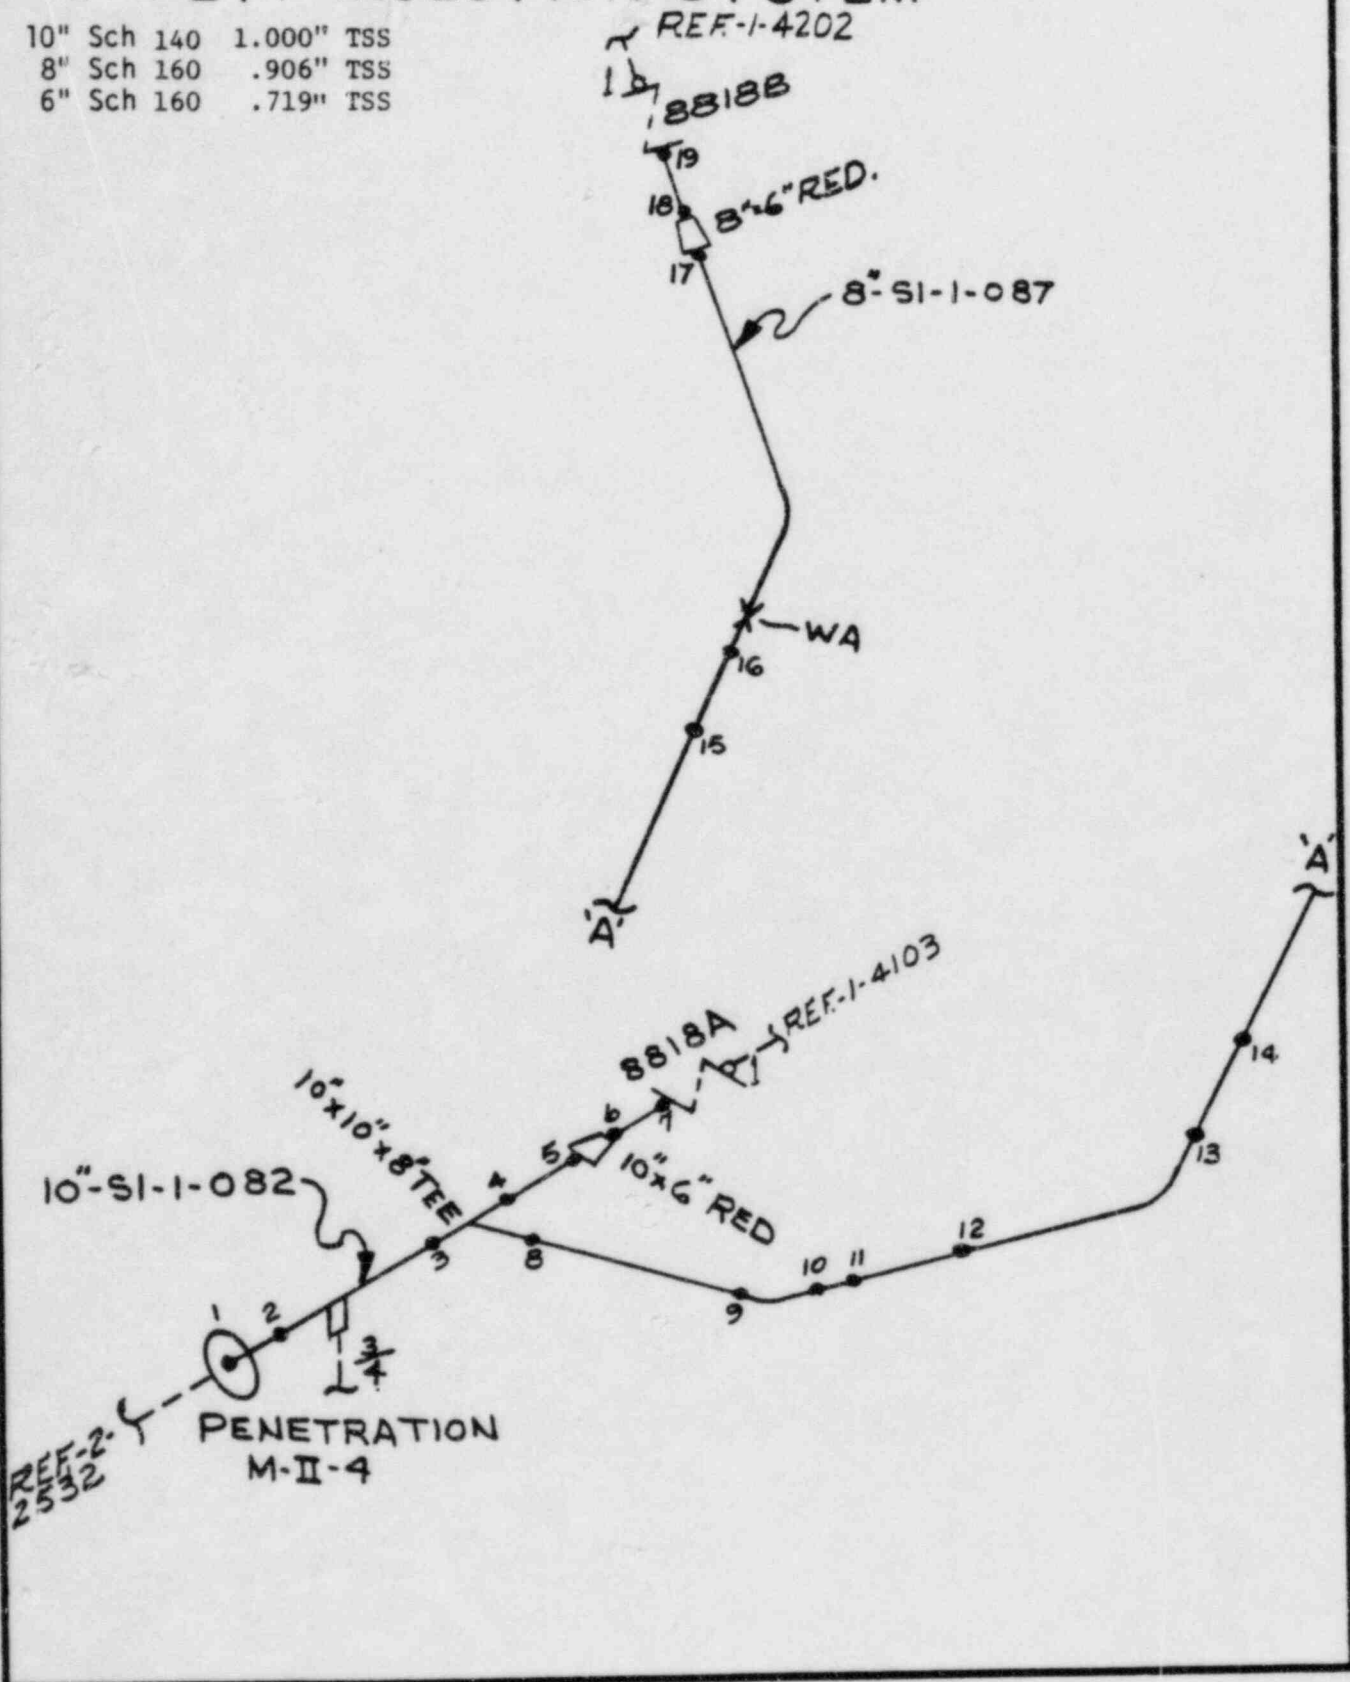 10" Sch 140 1.000" TSS
8" Sch 160 .906" TSS
6" Sch 160 .719" TSS
REF.-1-4202
1
8818B
19
18
8"x6" RED.
17
8"-SI-1-087
WA
16
15
'A'
'A'
REF.-1-4103
8818A
1
14
10"x10"x8" TEE
6
7
5
10"x6" RED
13
10"-SI-1-082
4
3
8
12
10
11
9
1
2
3/4
PENETRATION
M-II-4
REF.-2-
2532